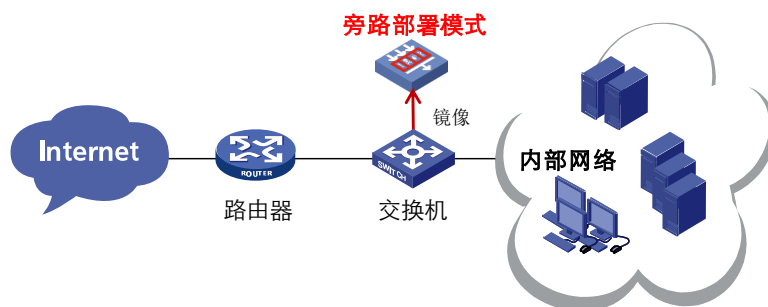 旁路部署模式
镜像
Internet
内部网络
ROUTER
SWITCH
路由器
交换机